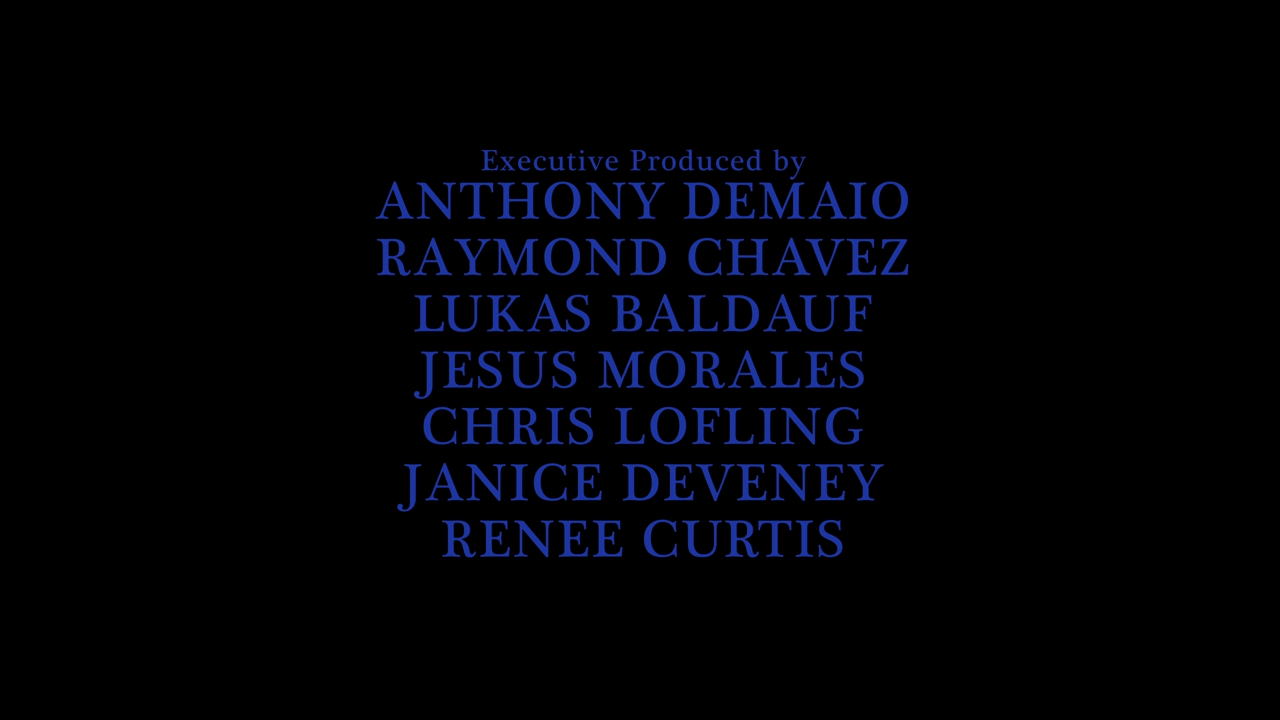 Executive Produced by
ANTHONY DEMAIO
RAYMOND CHAVEZ
LUKAS BALDAUF
JESUS MORALES
CHRIS LOFLING
JANICE DEVENEY
RENEE CURTIS